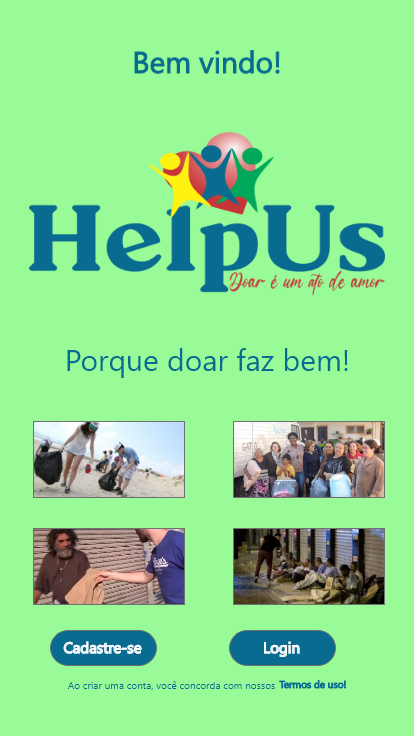 Bem vindo!
HelpUs
Doar é um ato de amor
Porque doar faz bem!
Cadastre-se
Login
Ao criar uma conta, você concorda com nossos Termos de uso!